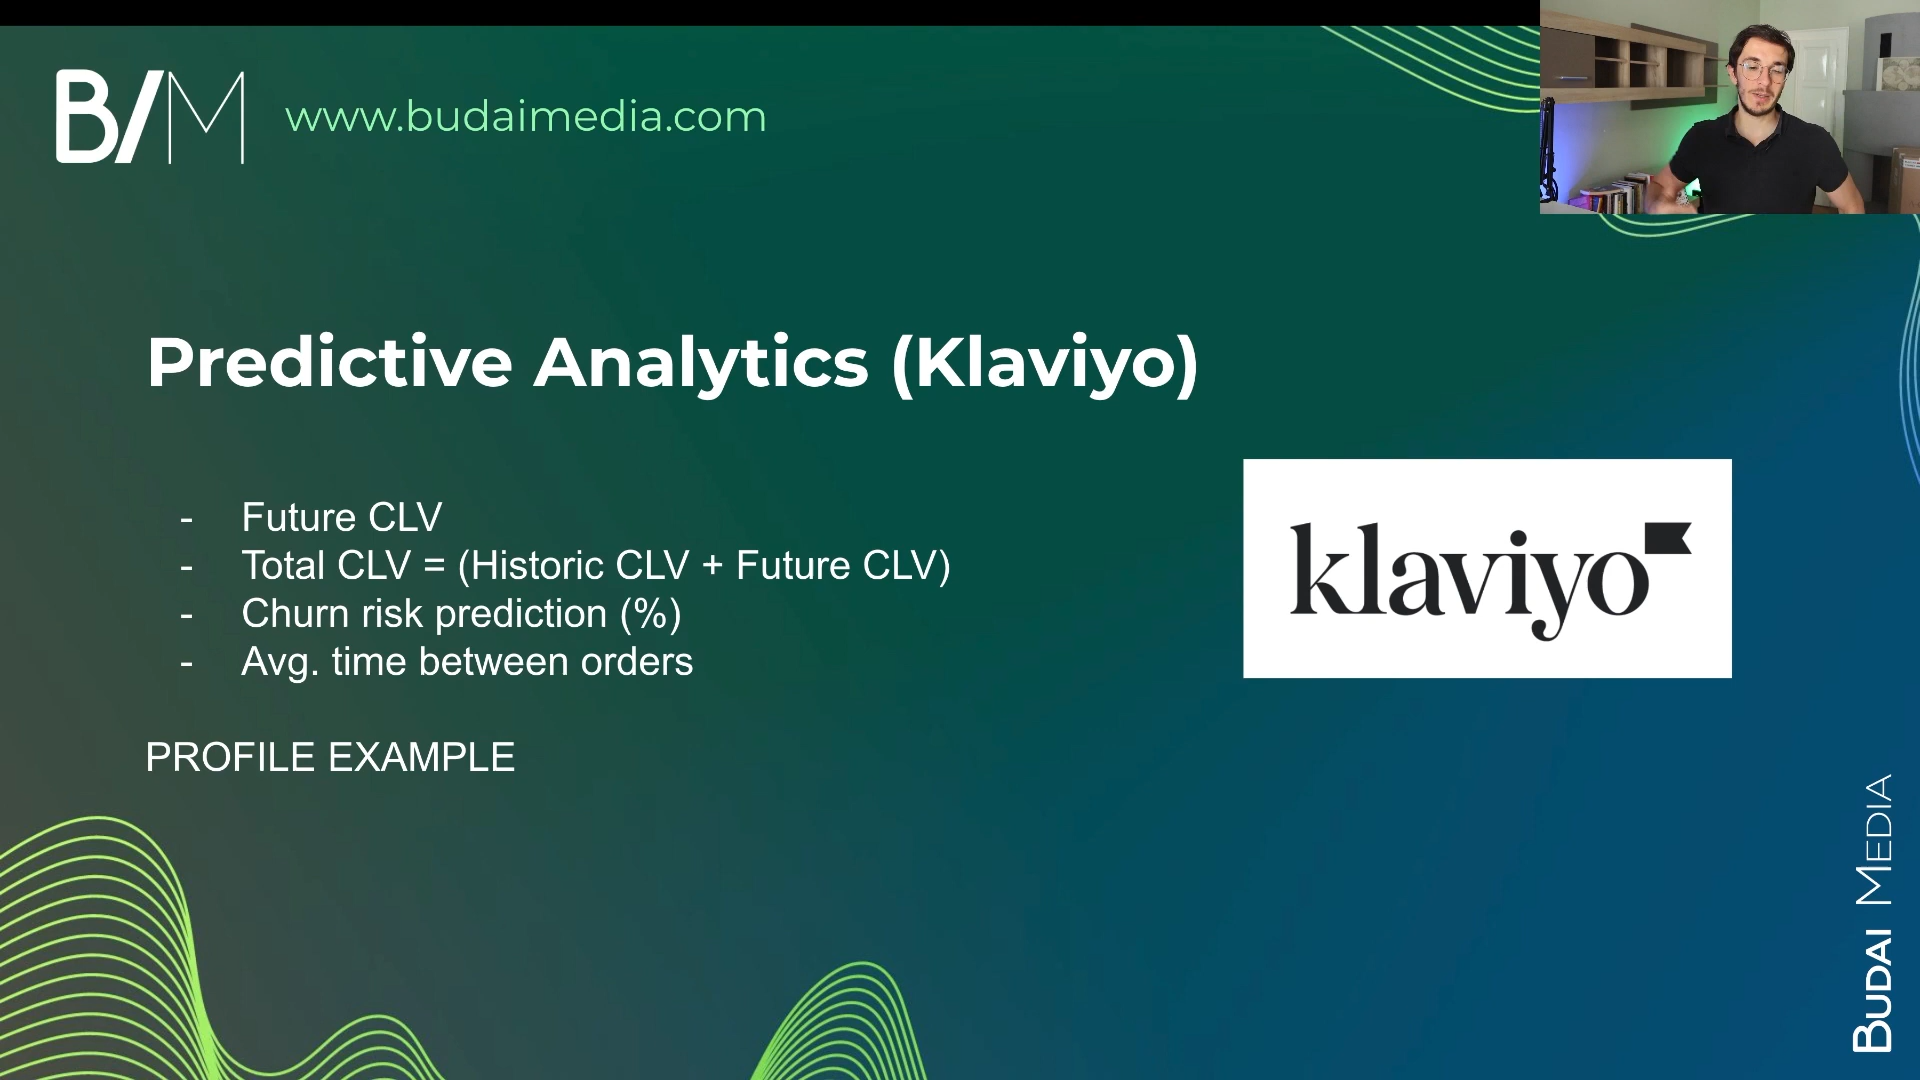 B/M
www.budaimedia.com
Predictive Analytics (Klaviyo)
- Future CLV
- Total CLV = (Historic CLV + Future CLV)
- Churn risk prediction (%)
- Avg. time between orders
PROFILE EXAMPLE
klaviyo
BUDAI MEDIA